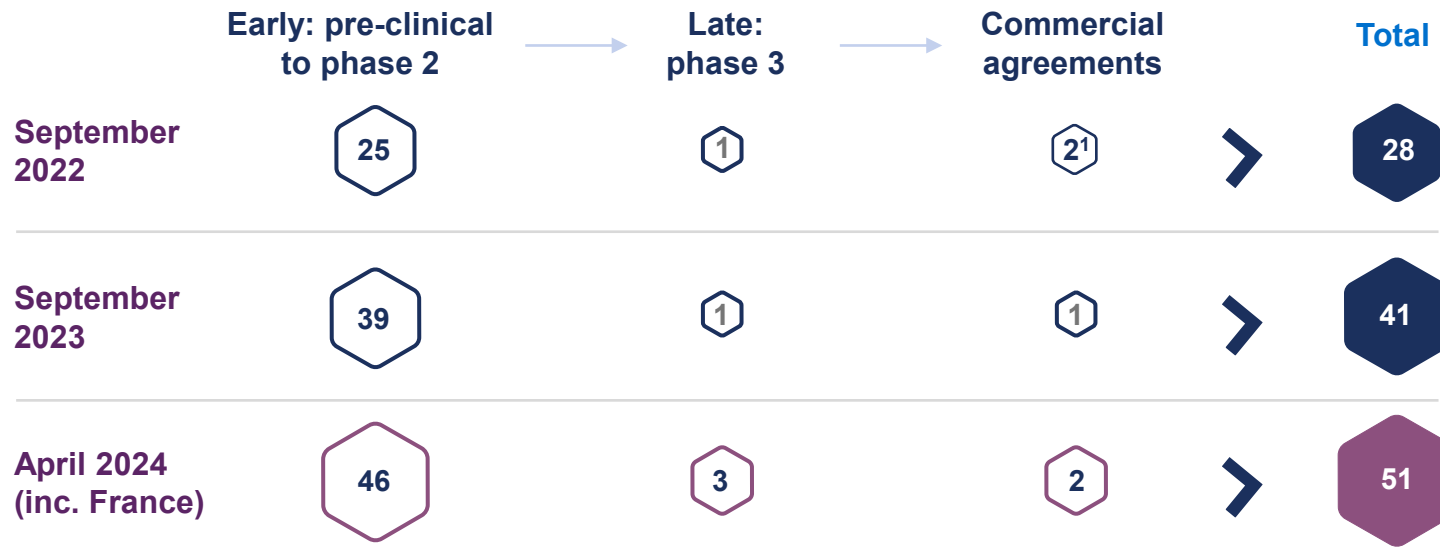 Early: pre-clinical
to phase 2
Late:
phase 3
Commercial
agreements
Total
September
2022
25
1
2¹
28
September
2023
39
1
1
41
April 2024
(inc. France)
46
3
2
51